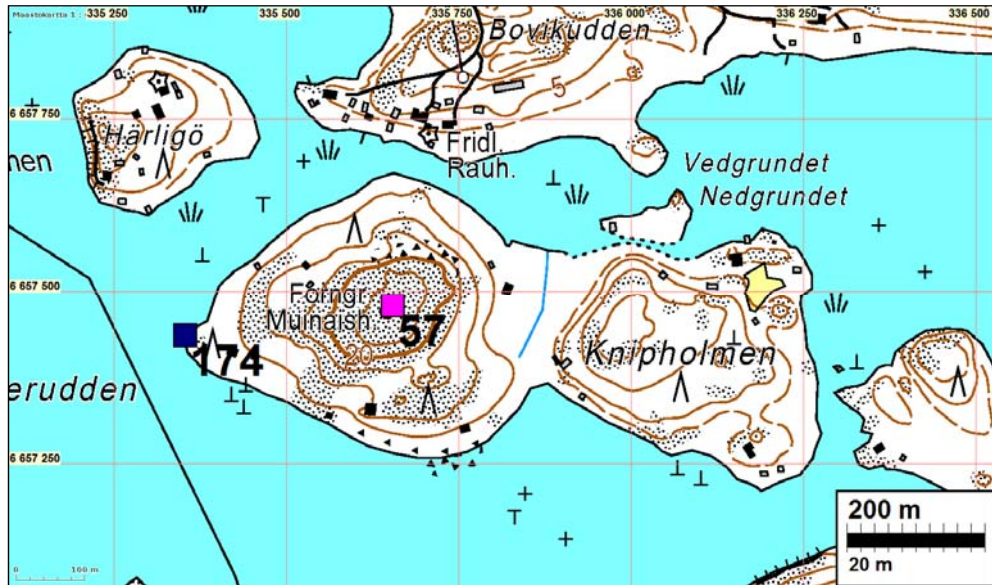 Maastokartta 1 :
335 250
335 500
335 750
336 000
336 250
336 500
Bovikudden
5
6 657 750
Härligö
men
Fridl.
Rauh.
Vedgrundet
Nedgrundet
6 657 500
Forngr.
Muinaish.
57
20
174
Knipholmen
erudden
6 657 250
200 m
20 m
0 100 m